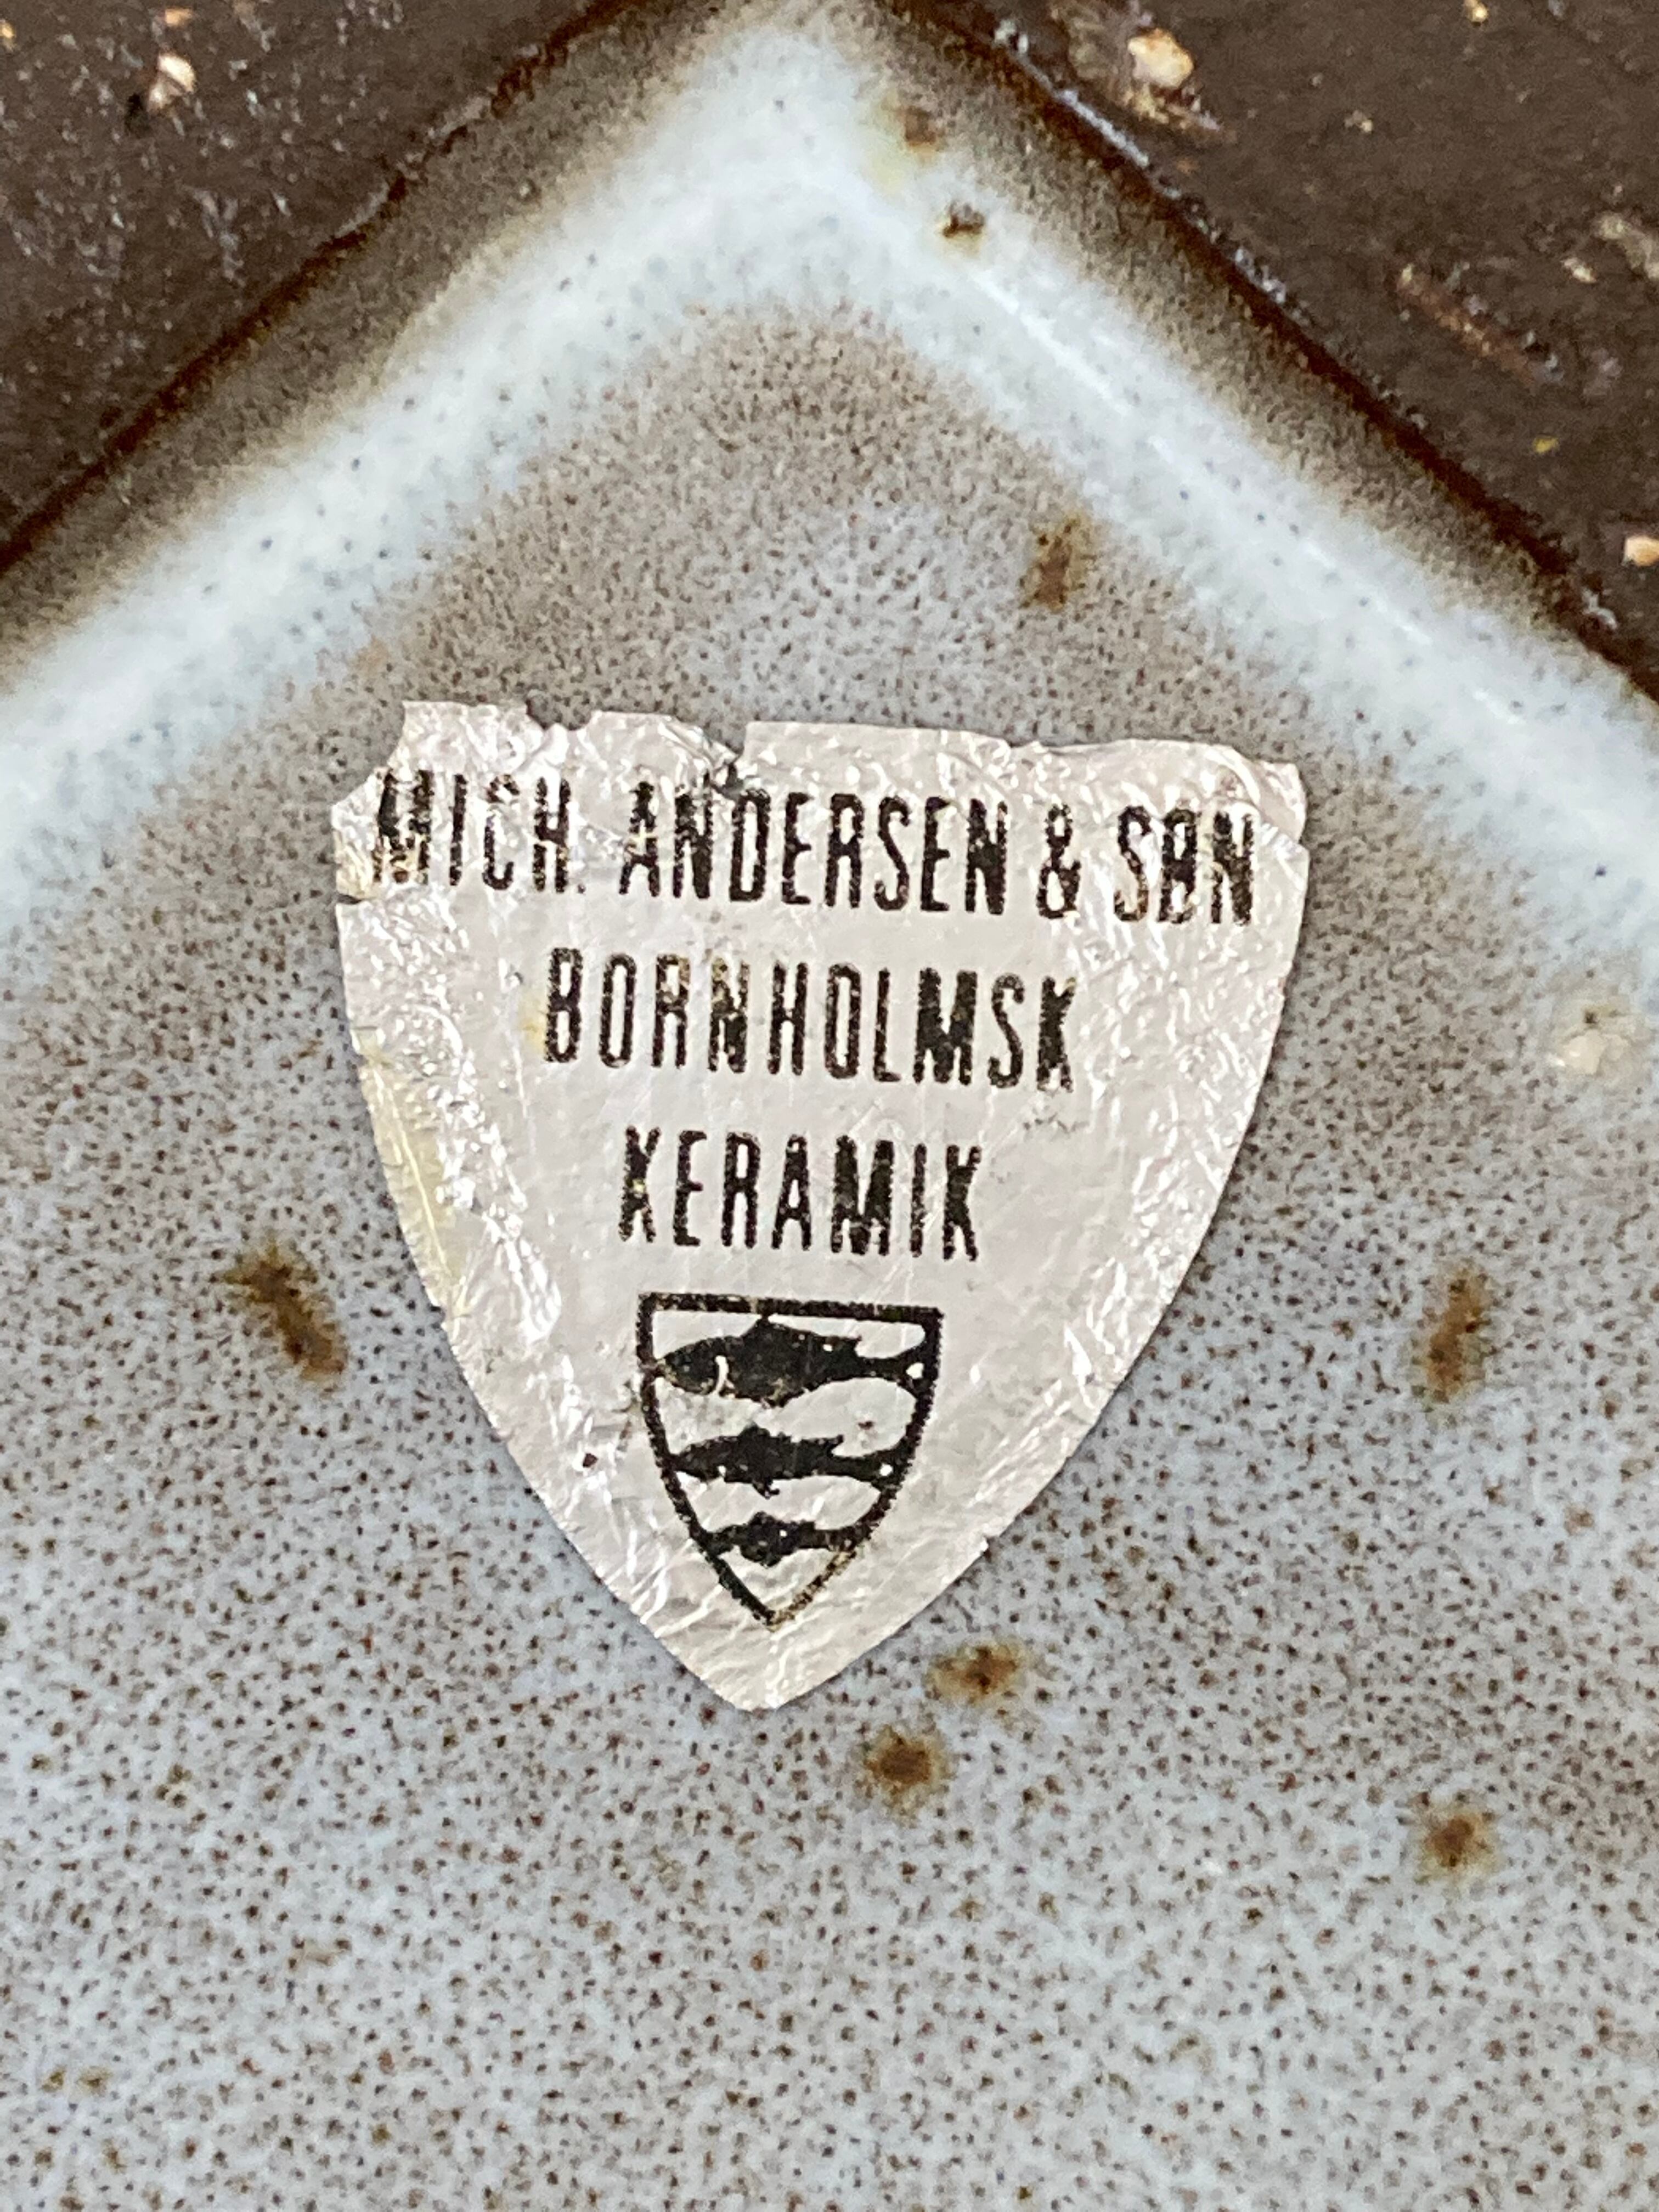 MICH. ANDERSEN & SØN
BORNHOLMSK
KERAMIK